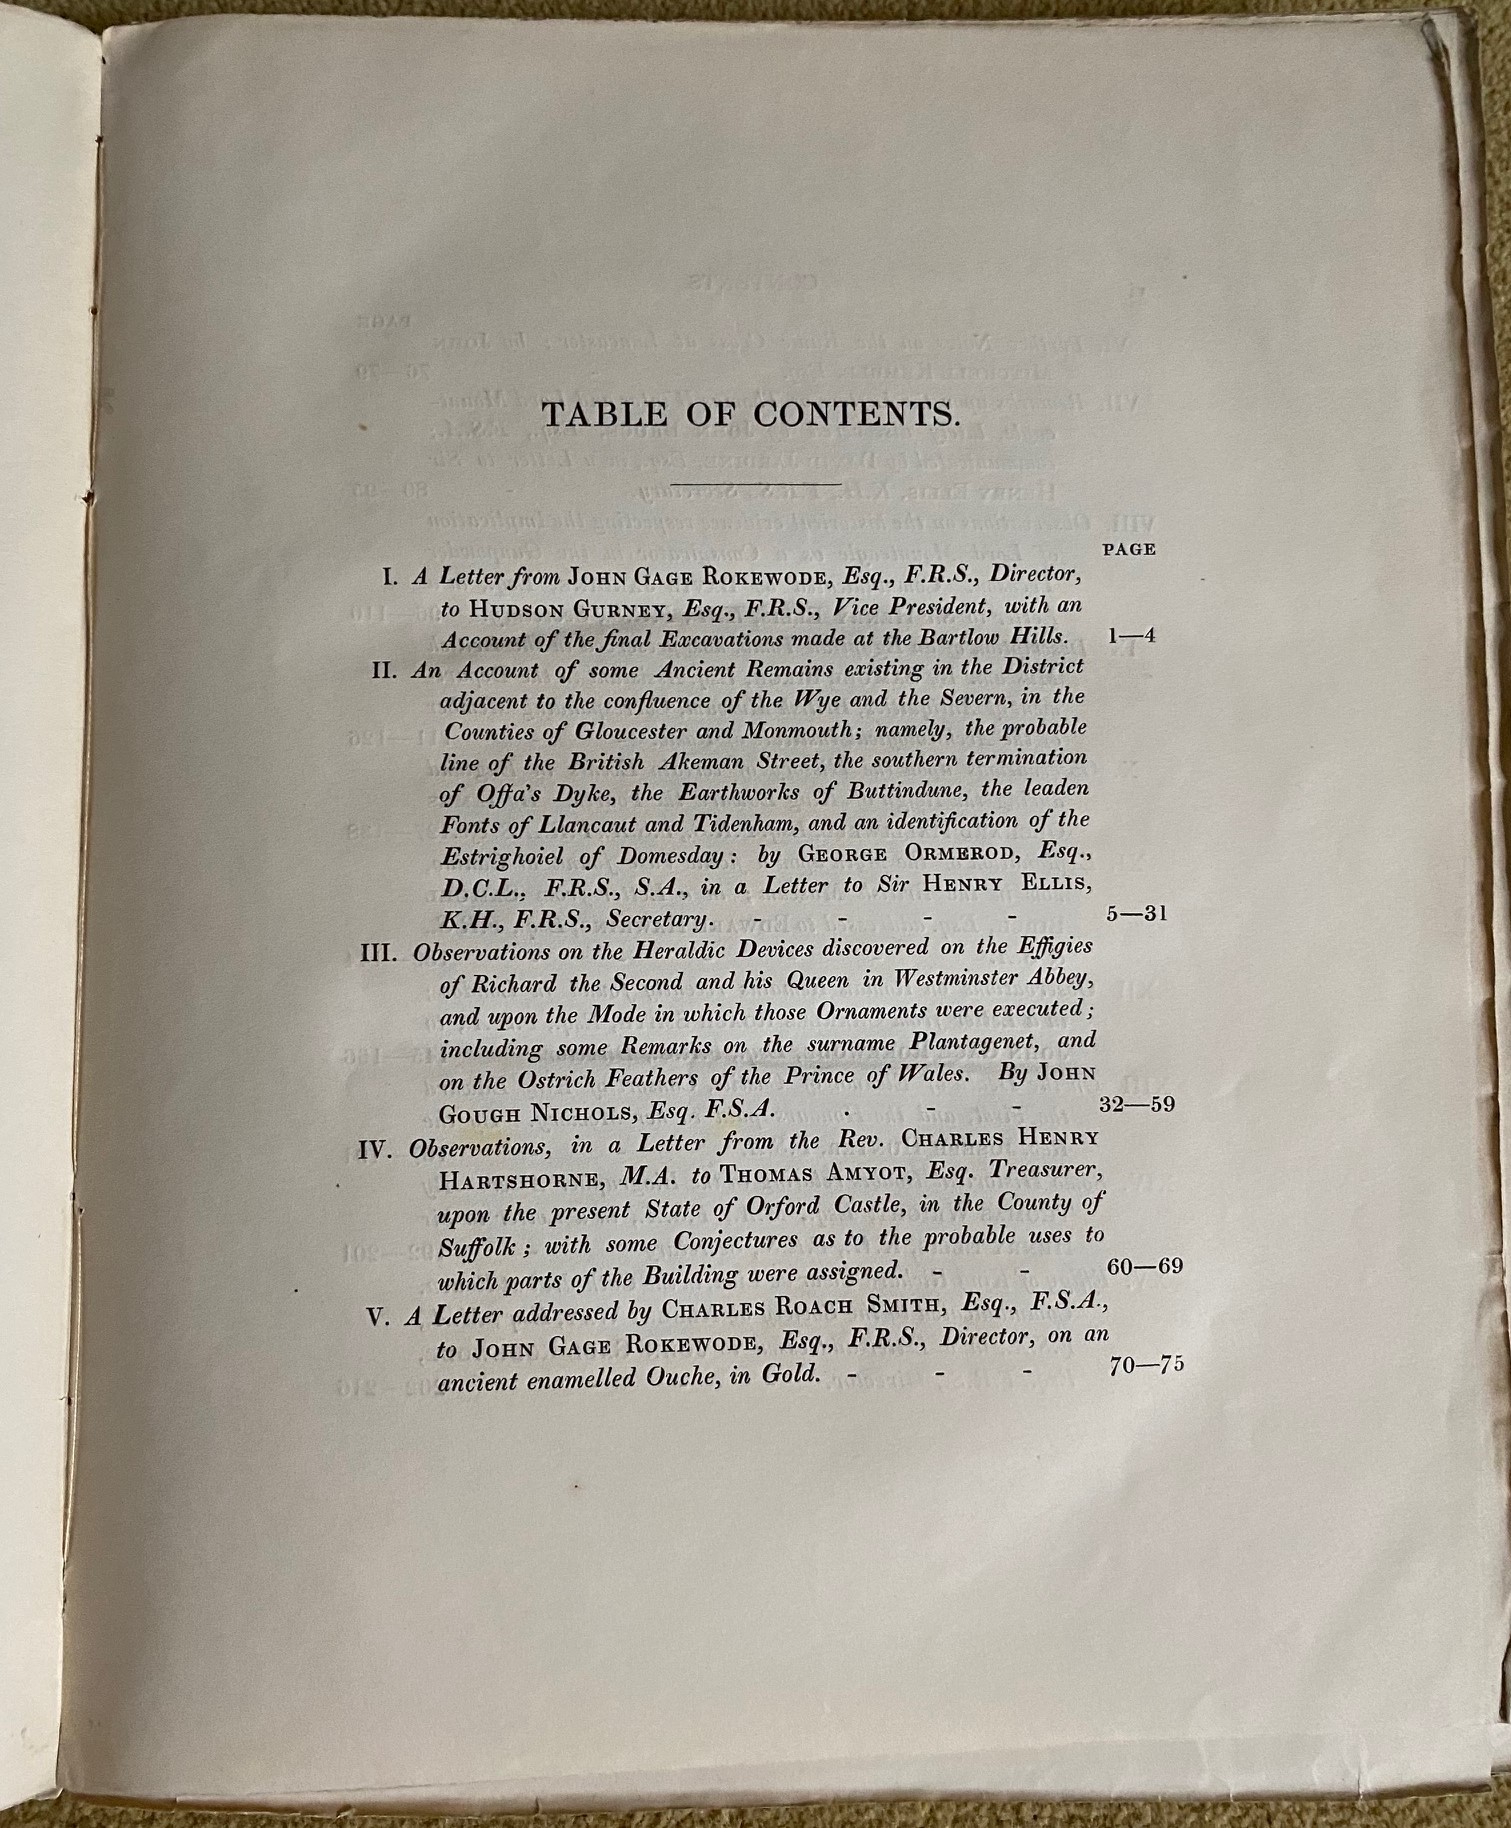 TABLE OF CONTENTS.
PAGE
I. A Letter from JOHN GAGE ROKEWODE, Esq., F.R.S., Director,
to HUDSON GURNEY, Esq., F.R.S., Vice President, with an
Account of the final Excavations made at the Bartlow Hills. 1—4
II. An Account of some Ancient Remains existing in the District
adjacent to the confluence of the Wye and the Severn, in the
Counties of Gloucester and Monmouth; namely, the probable
line of the British Akeman Street, the southern termination
of Offa's Dyke, the Earthworks of Buttindune, the leaden
Fonts of Llancaut and Tidenham, and an identification of the
Estrighoiel of Domesday: by GEORGE ORMEROD, Esq.,
D.C.L., F.R.S., S.A., in a Letter to Sir HENRY ELLIS,
K.H., F.R.S., Secretary. - - - - 5—31
III. Observations on the Heraldic Devices discovered on the Effigies
of Richard the Second and his Queen in Westminster Abbey,
and upon the Mode in which those Ornaments were executed;
including some Remarks on the surname Plantagenet, and
on the Ostrich Feathers of the Prince of Wales. By JOHN
GOUGH NICHOLS, Esq. F.S.A. . - - 32—59
IV. Observations, in a Letter from the Rev. CHARLES HENRY
HARTSHORNE, M.A. to THOMAS AMYOT, Esq. Treasurer,
upon the present State of Orford Castle, in the County of
Suffolk; with some Conjectures as to the probable uses to
which parts of the Building were assigned. - - 60—69
V. A Letter addressed by CHARLES ROACH SMITH, Esq., F.S.A.,
to JOHN GAGE ROKEWODE, Esq., F.R.S., Director, on an
ancient enamelled Ouche, in Gold. - - - 70—75